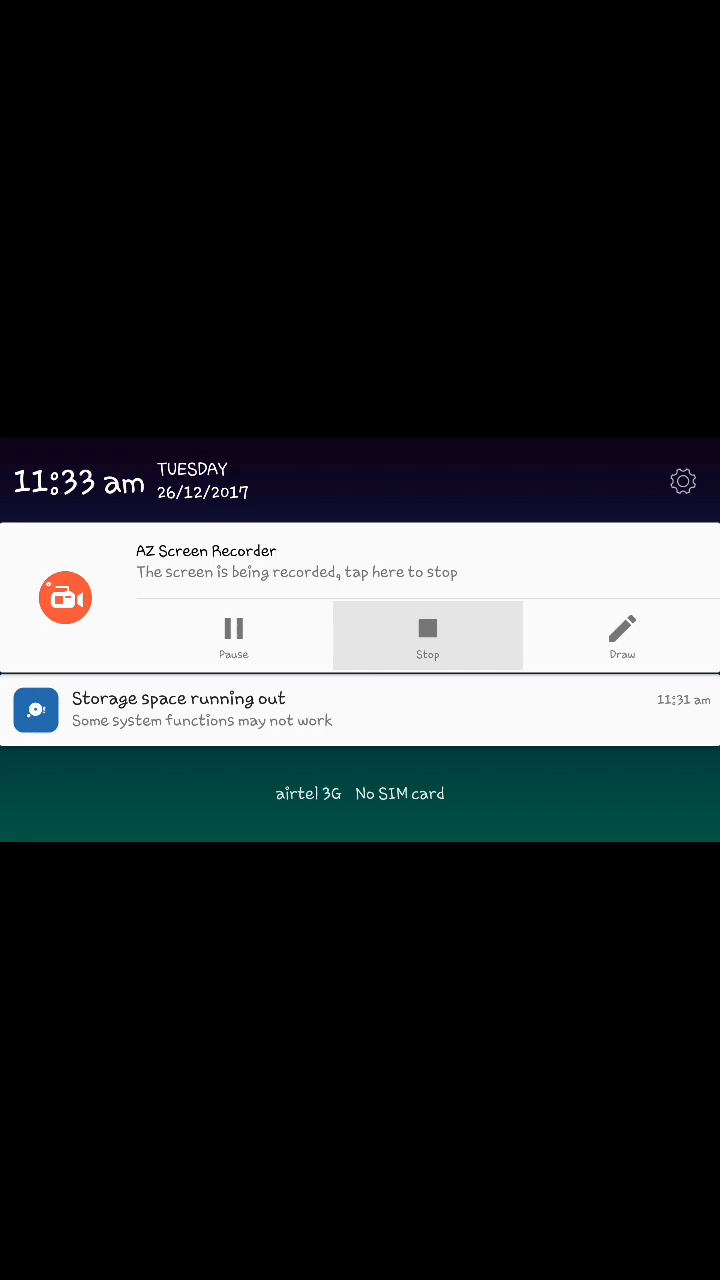 11:33 am
TUESDAY
26/12/2017
AZ Screen Recorder
The screen is being recorded, tap here to stop
Pause Stop Draw
Storage space running out 11:31 am
Some system functions may not work
airtel 3G No SIM card